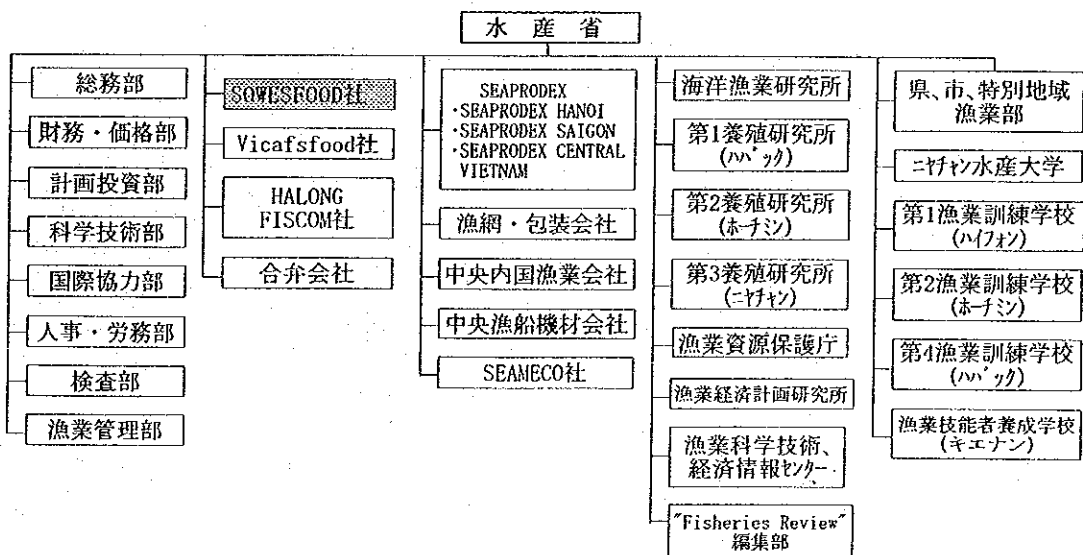 水産省
総務部
財務・価格部
計画投資部
科学技術部
国際協力部
人事・労務部
検査部
漁業管理部
SOWESFOOD社
Vicafsfood社
HALONG
FISCOM社
合弁会社
SEAPRODEX
・SEAPRODEX HANOI
・SEAPRODEX SAIGON
・SEAPRODEX CENTRAL
VIETNAM
漁網・包装会社
中央内国漁業会社
中央漁船機材会社
SEAMECO社
海洋漁業研究所
第1養殖研究所
(ハバック)
第2養殖研究所
(ホーチミン)
第3養殖研究所
(ニャチャン)
漁業資源保護庁
漁業経済計画研究所
漁業科学技術、
経済情報センター
"Fisheries Review"
編集部
県、市、特別地域
漁業部
ニャチャン水産大学
第1漁業訓練学校
(ハイフォン)
第2漁業訓練学校
(ホーチミン)
第4漁業訓練学校
(ハバック)
漁業技能者養成学校
(キエナン)